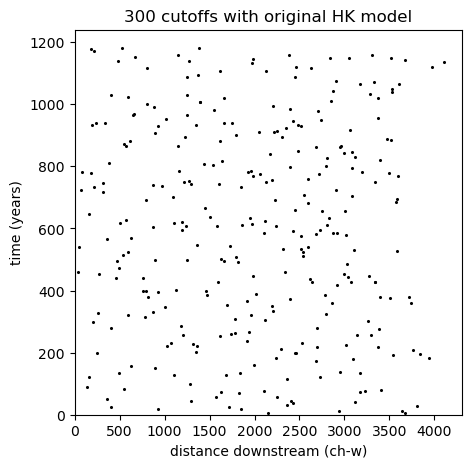 300 cutoffs with original HK model
1200
1000
800
600
400
200
0
time (years)
0 500 1000 1500 2000 2500 3000 3500 4000
distance downstream (ch-w)